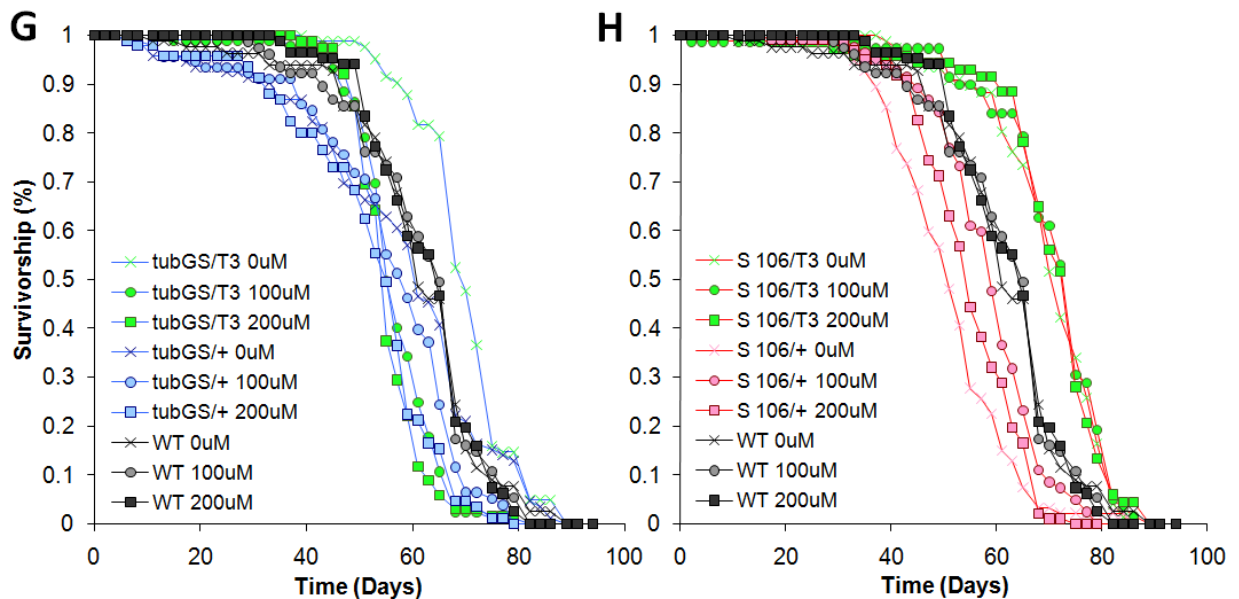 G
Survivorship (%)
1
0.9
0.8
0.7
0.6
0.5
0.4
0.3
0.2
0.1
0
tubGS/T3 0uM
tubGS/T3 100uM
tubGS/T3 200uM
tubGS/+ 0uM
tubGS/+ 100uM
tubGS/+ 200uM
WT 0uM
WT 100uM
WT 200uM
0 20 40 60 80 100
Time (Days)
H
1
0.9
0.8
0.7
0.6
0.5
0.4
0.3
0.2
0.1
0
S 106/T3 0uM
S 106/T3 100uM
S 106/T3 200uM
S 106/+ 0uM
S 106/+ 100uM
S 106/+ 200uM
WT 0uM
WT 100uM
WT 200uM
0 20 40 60 80 100
Time (Days)